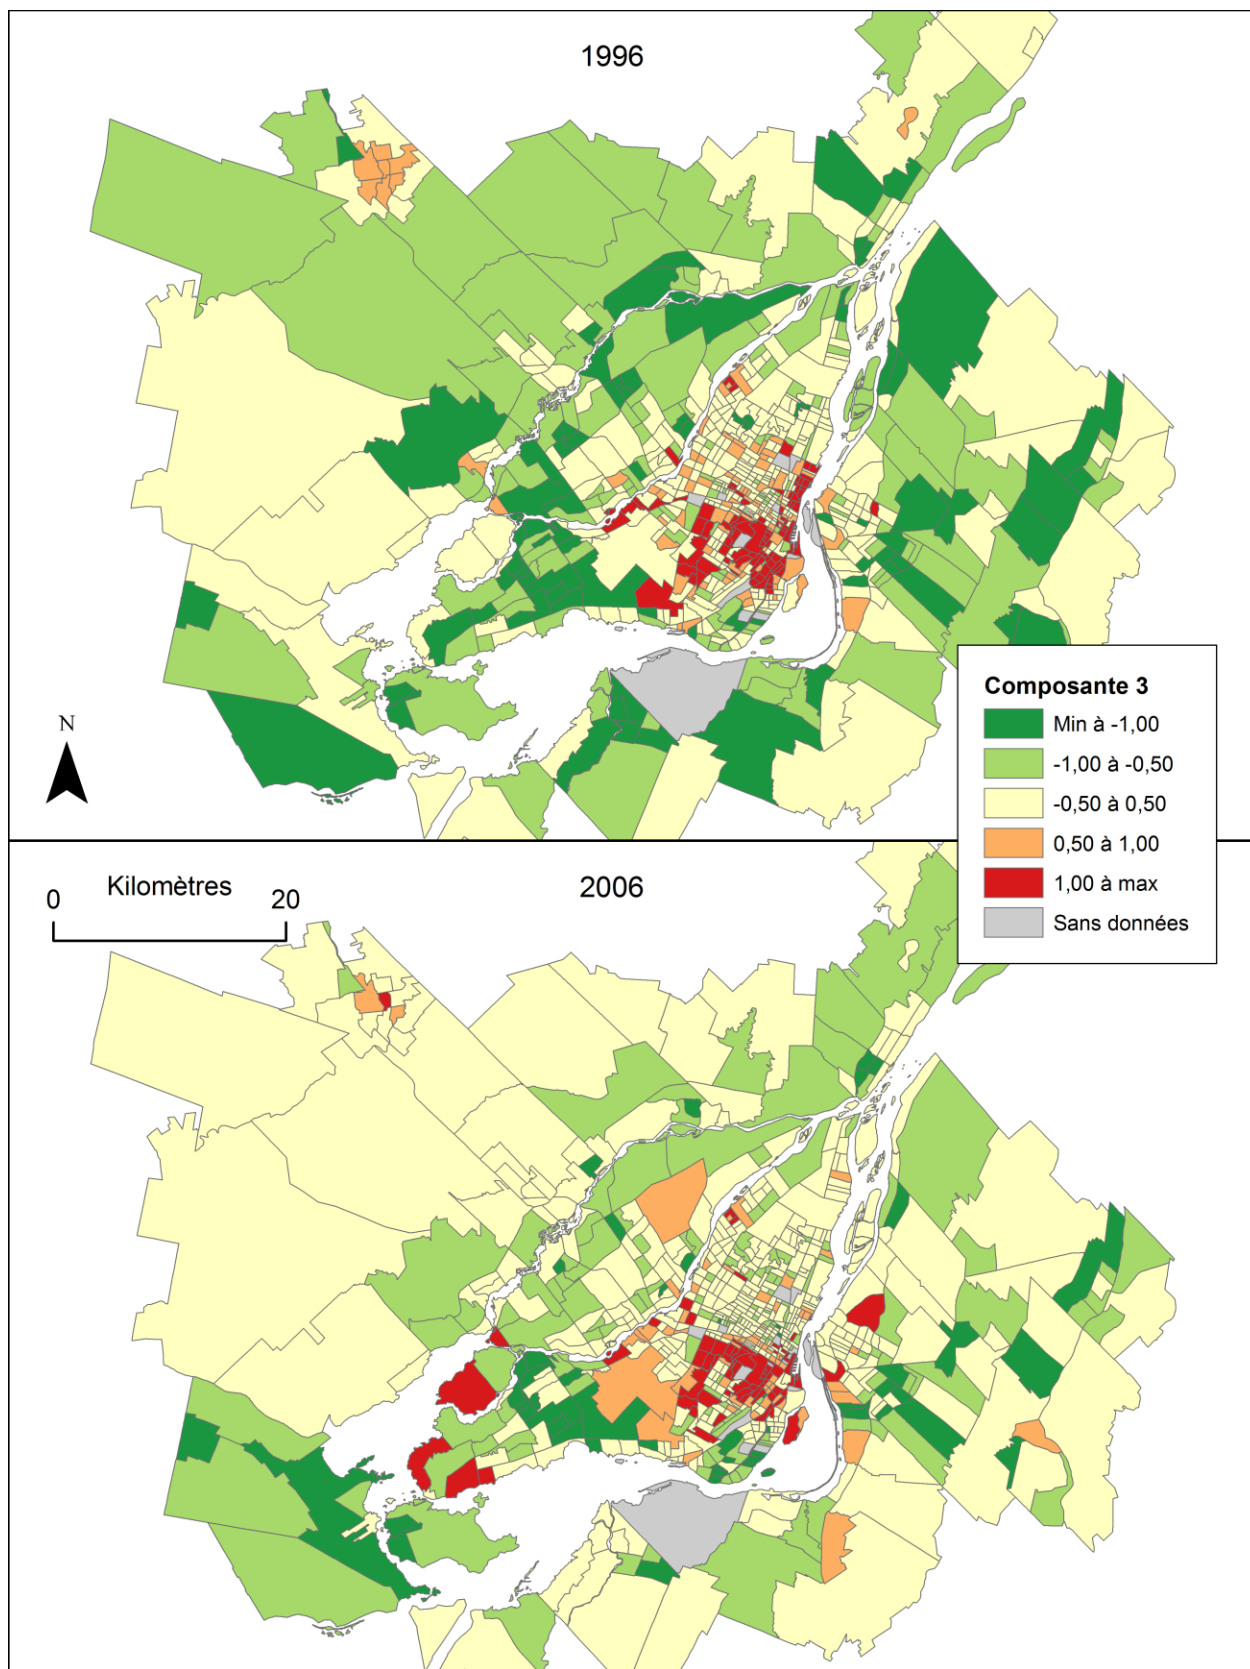 1996
N
Composante 3
Min à -1,00
-1,00 à -0,50
-0,50 à 0,50
0,50 à 1,00
1,00 à max
Sans données
0 Kilomètres 20
2006